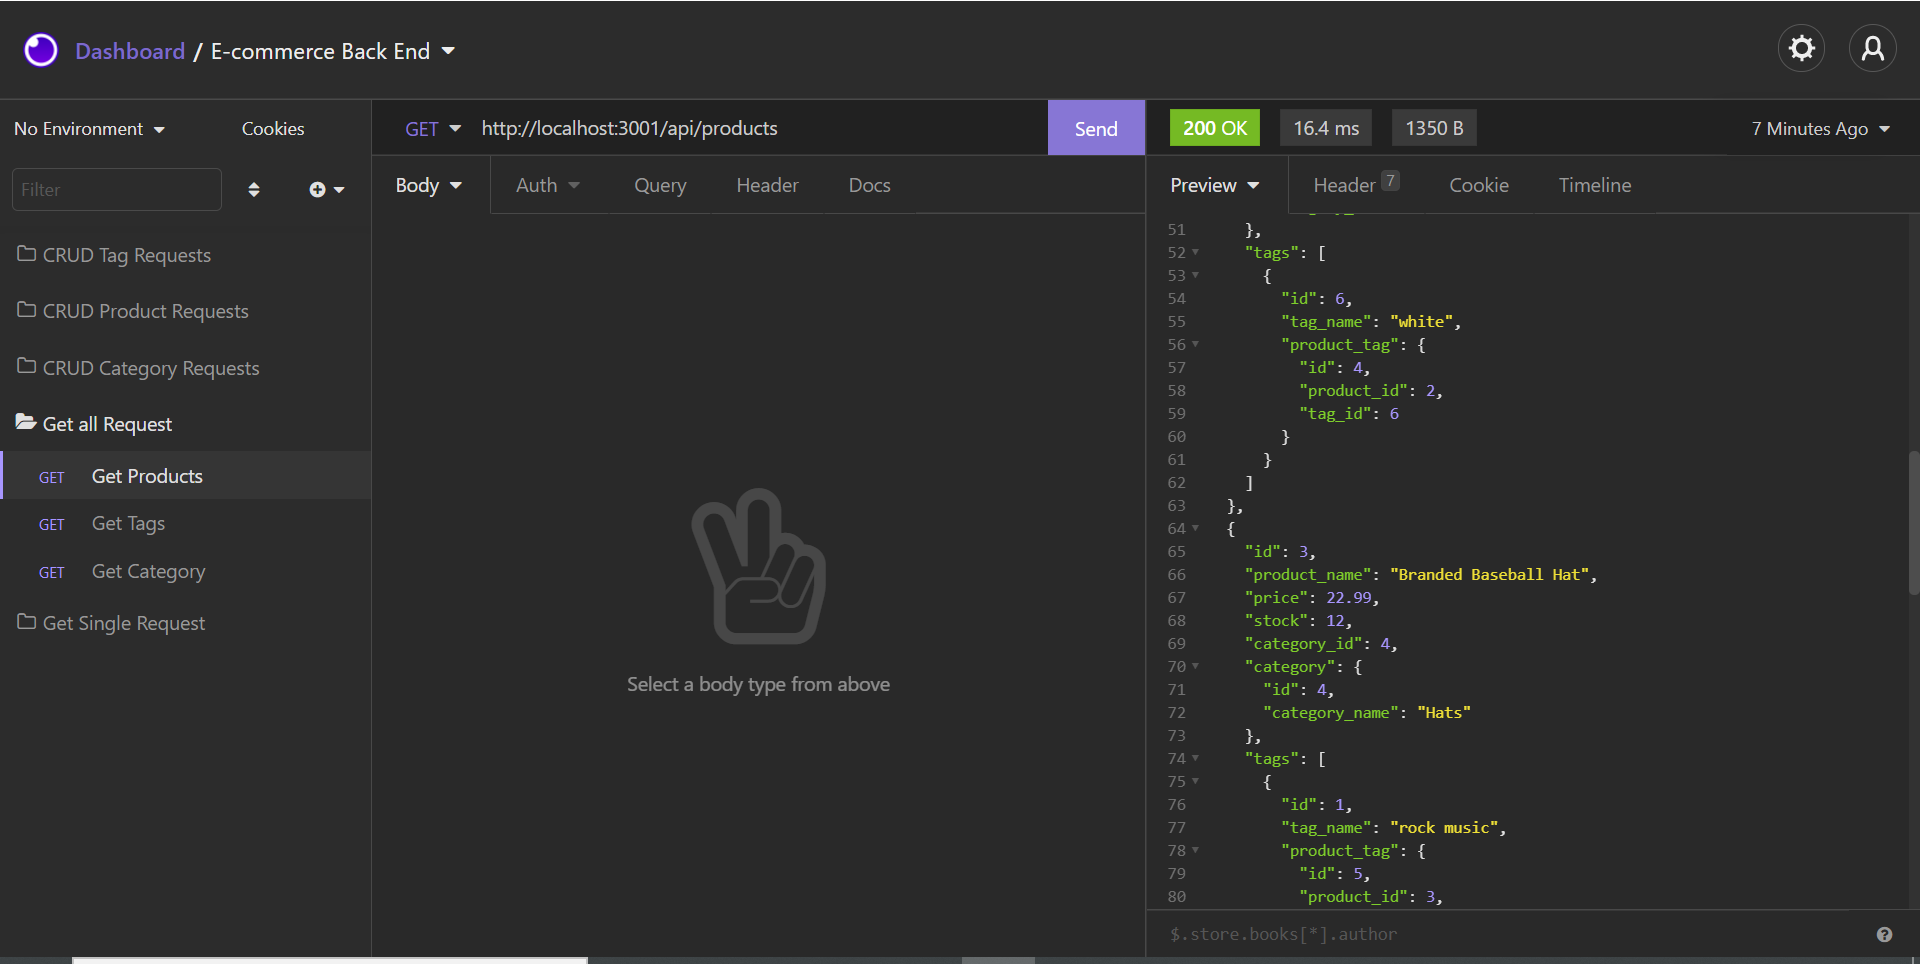 Dashboard / E-commerce Back End
No Environment
Cookies
Filter
CRUD Tag Requests
CRUD Product Requests
CRUD Category Requests
Get all Request
GET Get Products
GET Get Tags
GET Get Category
Get Single Request
GET http://localhost:3001/api/products
Send
Body Auth Query Header Docs
Select a body type from above
200 OK 16.4 ms 1350 B 7 Minutes Ago
Preview Header 7 Cookie Timeline
51 },
52 "tags": [
53 {
54 "id": 6,
55 "tag_name": "white",
56 "product_tag": {
57 "id": 4,
58 "product_id": 2,
59 "tag_id": 6
60 }
61 }
62 ]
63 },
64 {
65 "id": 3,
66 "product_name": "Branded Baseball Hat",
67 "price": 22.99,
68 "stock": 12,
69 "category_id": 4,
70 "category": {
71 "id": 4,
72 "category_name": "Hats"
73 },
74 "tags": [
75 {
76 "id": 1,
77 "tag_name": "rock music",
78 "product_tag": {
79 "id": 5,
80 "product_id": 3,
$.store.books[*].author